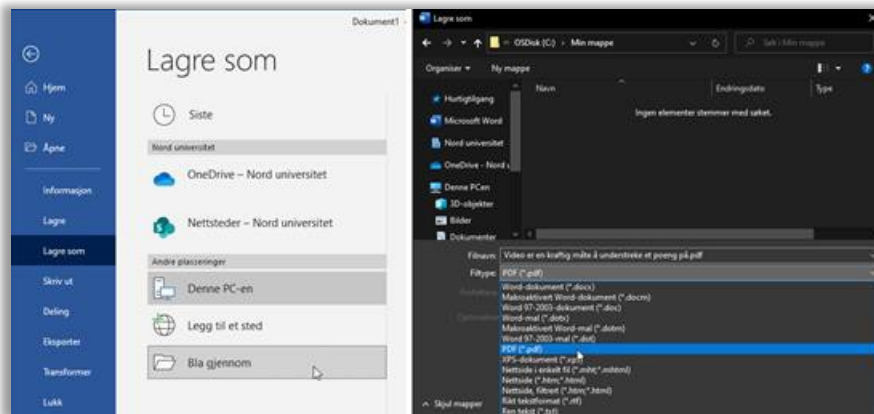 Dokument1 -
Lagre som
Hjem
Ny
Åpne
Informasjon
Lagre
Lagre som
Skriv ut
Deling
Eksporter
Transformer
Lukk
Siste
Nord universitet
OneDrive – Nord universitet
Nettsteder – Nord universitet
Andre plasseringer
Denne PC-en
Legg til et sted
Bla gjennom
Lagre som
OSDisk (C:) › Min mappe
Søk i Min mappe
Organiser
Ny mappe
Navn
Endringsdato
Type
Ingen elementer stemmer med søket.
Hurtigtilgang
Microsoft Word
Nord universitet
OneDrive - Nord
Denne PCen
3D-objekter
Bilder
Dokumenter
Filnavn: Video er en kraftig måte å understreke et poeng på.pdf
Filtype: PDF (*.pdf)
Word-dokument (*.docx)
Makroaktivert Word-dokument (*.docm)
Word 97-2003-dokument (*.doc)
Word-mal (*.dotx)
Makroaktivert Word-mal (*.dotm)
Word 97-2003-mal (*.dot)
PDF (*.pdf)
XPS-dokument (*.xps)
Nettside i enkelt fil (*.mht;*.mhtml)
Nettside (*.htm;*.html)
Nettside, filtrert (*.htm;*.html)
Rikt tekstformat (*.rtf)
Ren tekst (*.txt)
Skjul mapper